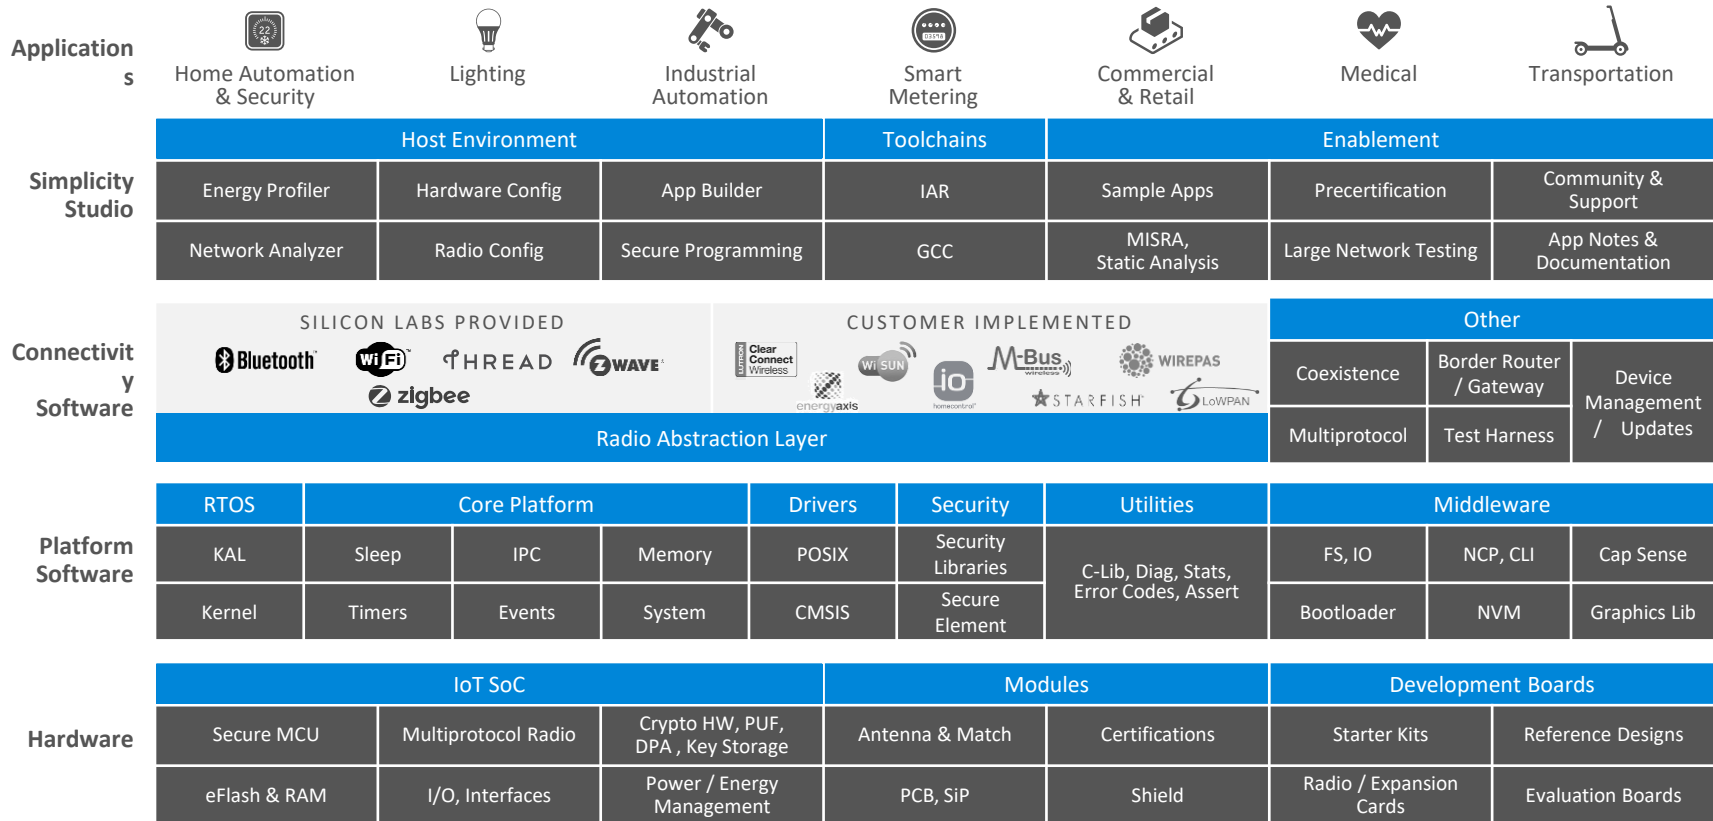 Application
s
22
03598
Home Automation
& Security
Lighting
Industrial
Automation
Smart
Metering
Commercial
& Retail
Medical
Transportation
Simplicity
Studio
Host Environment
Toolchains
Enablement
Energy Profiler
Hardware Config
App Builder
IAR
Sample Apps
Precertification
Community &
Support
Network Analyzer
Radio Config
Secure Programming
GCC
MISRA,
Static Analysis
Large Network Testing
App Notes &
Documentation
Connectivit
y
Software
SILICON LABS PROVIDED
Bluetooth
WiFi
THREAD
Z WAVE
zigbee
CUSTOMER IMPLEMENTED
LUTRON
Clear
Connect
Wireless
energyaxis
Wi SUN
io
homecontrol
M-Bus
wireless
WIREPAS
STARFISH
6LoWPAN
Radio Abstraction Layer
Other
Coexistence
Border Router
/ Gateway
Device
Management
/ Updates
Multiprotocol
Test Harness
Platform
Software
RTOS
Core Platform
Drivers
Security
Utilities
Middleware
KAL
Sleep
IPC
Memory
POSIX
Security
Libraries
C-Lib, Diag, Stats,
Error Codes, Assert
FS, IO
NCP, CLI
Cap Sense
Kernel
Timers
Events
System
CMSIS
Secure
Element
Bootloader
NVM
Graphics Lib
Hardware
IoT SoC
Modules
Development Boards
Secure MCU
Multiprotocol Radio
Crypto HW, PUF,
DPA , Key Storage
Antenna & Match
Certifications
Starter Kits
Reference Designs
eFlash & RAM
I/O, Interfaces
Power / Energy
Management
PCB, SiP
Shield
Radio / Expansion
Cards
Evaluation Boards